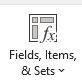 Fields, Items,
& Sets